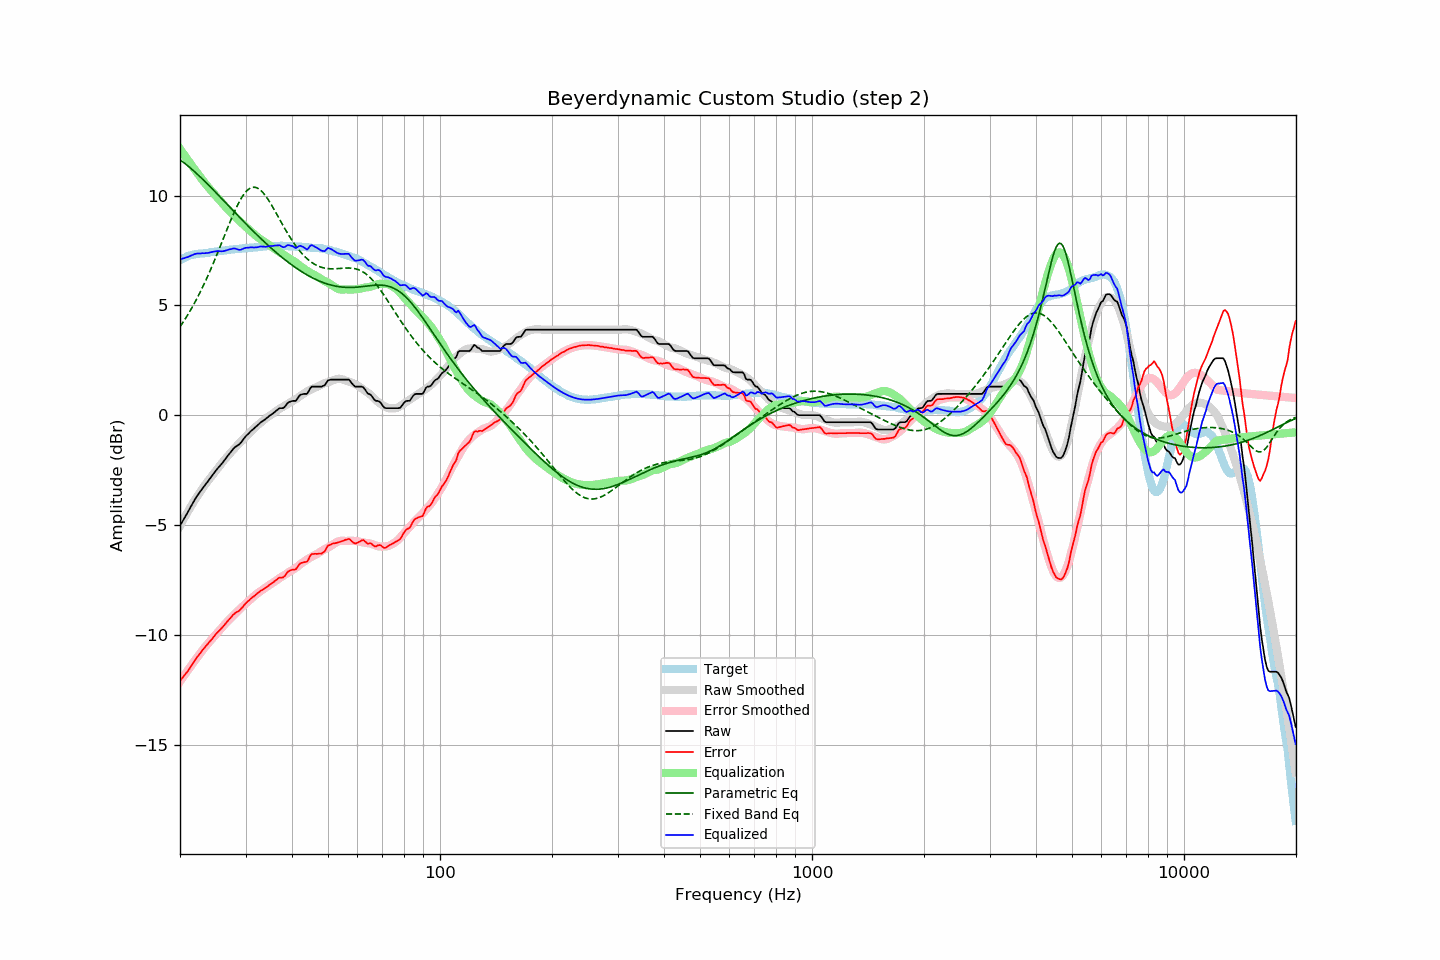 Beyerdynamic Custom Studio (step 2)
Amplitude (dBr)
10
5
0
−5
−10
−15
100
1000
10000
Frequency (Hz)
Target
Raw Smoothed
Error Smoothed
Raw
Error
Equalization
Parametric Eq
Fixed Band Eq
Equalized